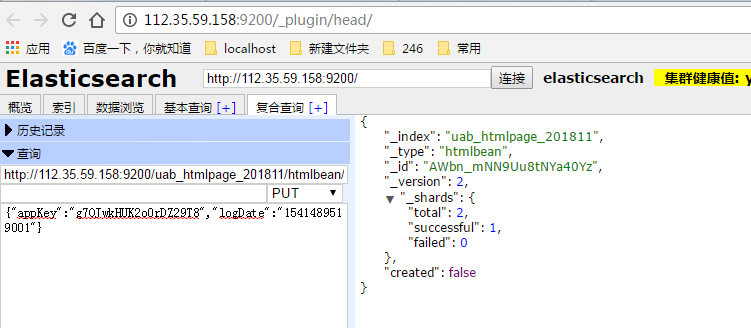 112.35.59.158:9200/_plugin/head/
应用 百度一下，你就知道 localhost 新建文件夹 246 常用
Elasticsearch http://112.35.59.158:9200/ 连接 elasticsearch 集群健康值: y
概览 索引 数据浏览 基本查询 [+] 复合查询 [+]
历史记录
查询
http://112.35.59.158:9200/uab_htmlpage_201811/htmlbean/
PUT
{"appKey":"g7OIwkHUK2oOrDZ29T8","logDate":"154148951
9001"}
{
"_index": "uab_htmlpage_201811",
"_type": "htmlbean",
"_id": "AWbn_mNN9Uu8tNYa40Yz",
"_version": 2,
"_shards": {
"total": 2,
"successful": 1,
"failed": 0
},
"created": false
}